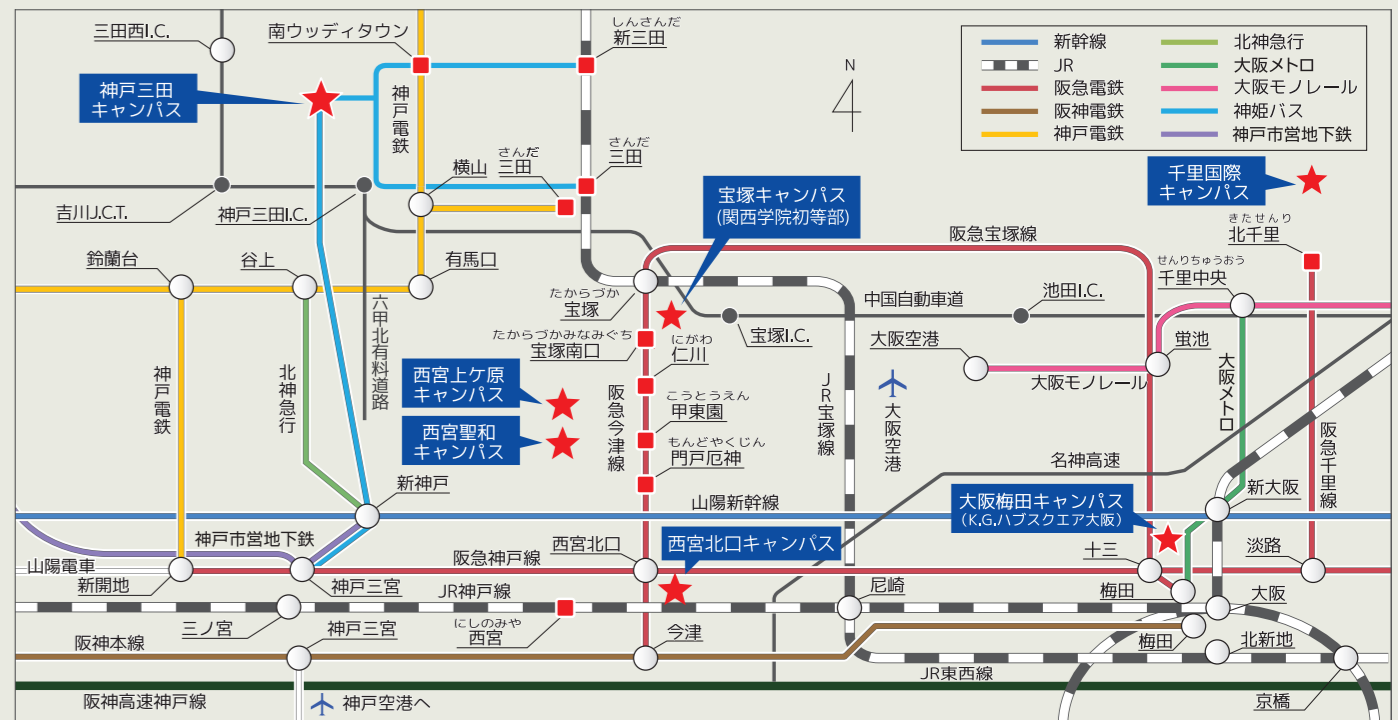 三田西I.C.
南ウッディタウン
しんさんだ
新三田
神戸三田
キャンパス
神戸電鉄
さんだ
三田
さんだ
三田
横山
吉川J.C.T.
神戸三田I.C.
N
新幹線
JR
阪急電鉄
阪神電鉄
神戸電鉄
北神急行
大阪メトロ
大阪モノレール
神姫バス
神戸市営地下鉄
千里国際
キャンパス
宝塚キャンパス
(関西学院初等部)
阪急宝塚線
きたせんり
北千里
せんりちゅうおう
千里中央
鈴蘭台
谷上
有馬口
六甲北有料道路
たからづか
宝塚
中国自動車道
池田I.C.
宝塚I.C.
たからづかみなみぐち
宝塚南口
にがわ
仁川
大阪空港
蛍池
大阪モノレール
大阪メトロ
神戸電鉄
北神急行
西宮上ケ原
キャンパス
西宮聖和
キャンパス
阪急今津線
こうとうえん
甲東園
もんどやくじん
門戸厄神
JR宝塚線
大阪空港
阪急千里線
名神高速
新神戸
山陽新幹線
大阪梅田キャンパス
(K.G.ハブスクエア大阪)
新大阪
神戸市営地下鉄
阪急神戸線
西宮北口
西宮北口キャンパス
十三
淡路
山陽電車
新開地
神戸三宮
JR神戸線
尼崎
梅田
大阪
三ノ宮
にしのみや
西宮
阪神本線
神戸三宮
今津
梅田
北新地
JR東西線
京橋
阪神高速神戸線
神戸空港へ